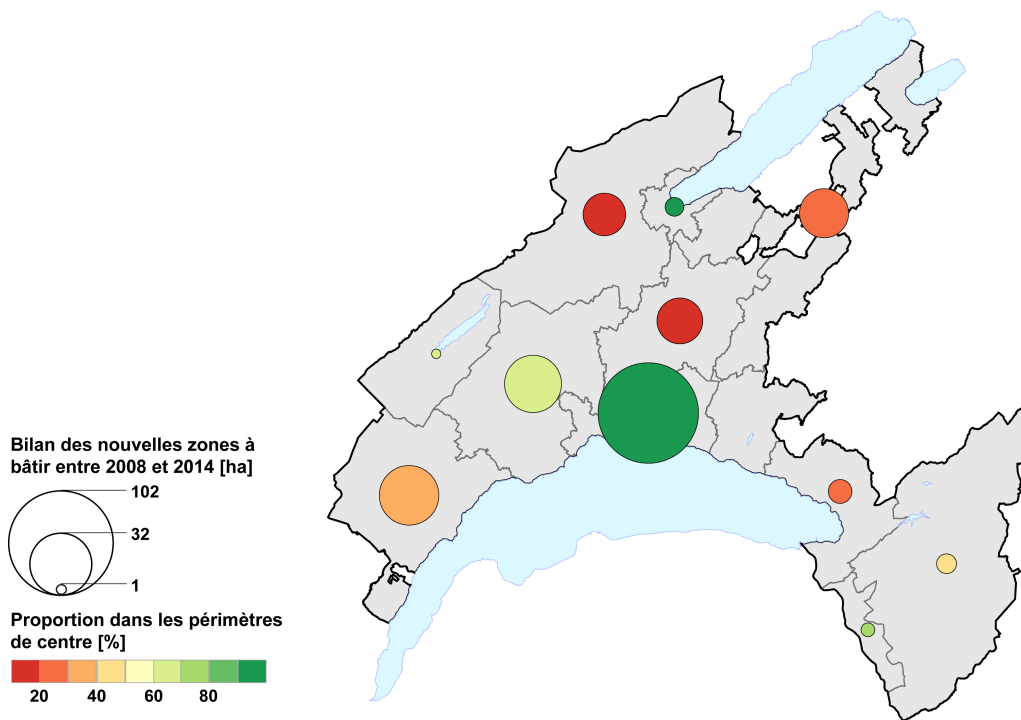 Bilan des nouvelles zones à
bâtir entre 2008 et 2014 [ha]
102
32
1
Proportion dans les périmètres
de centre [%]
20 40 60 80